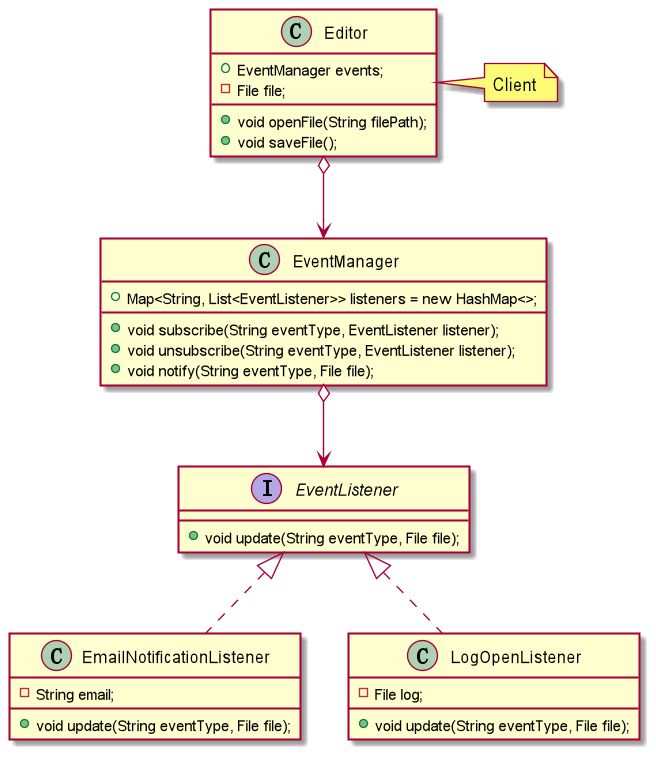 C Editor
EventManager events;
File file;
void openFile(String filePath);
void saveFile();
Client
C EventManager
Map<String, List<EventListener>> listeners = new HashMap<>;
void subscribe(String eventType, EventListener listener);
void unsubscribe(String eventType, EventListener listener);
void notify(String eventType, File file);
I EventListener
void update(String eventType, File file);
C EmailNotificationListener
String email;
void update(String eventType, File file);
C LogOpenListener
File log;
void update(String eventType, File file);